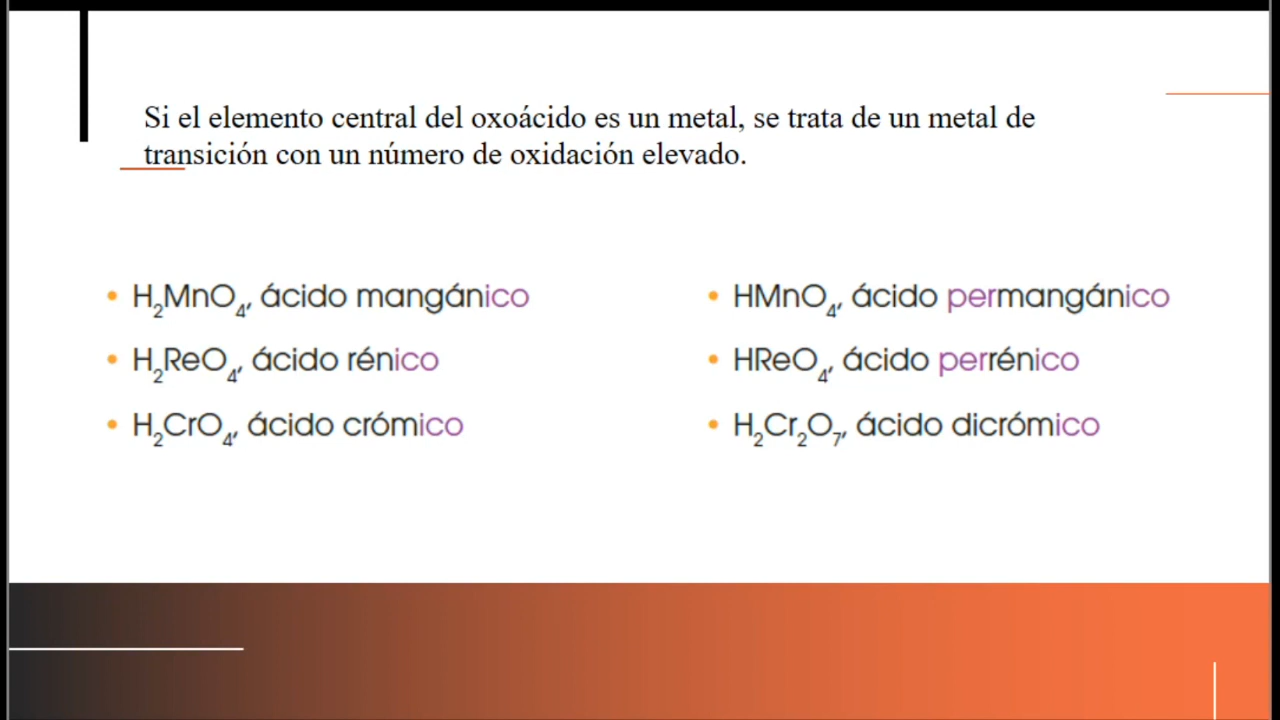 Si el elemento central del oxoácido es un metal, se trata de un metal de
transición con un número de oxidación elevado.
• H₂MnO₄, ácido mangánico
• HMnO₄, ácido permangánico
• H₂ReO₄, ácido rénico
• HReO₄, ácido perrénico
• H₂CrO₄, ácido crómico
• H₂Cr₂O₇, ácido dicrómico